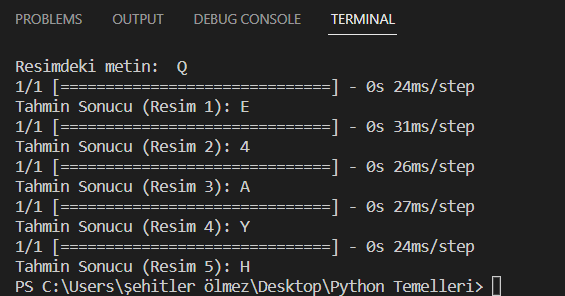 PROBLEMS OUTPUT DEBUG CONSOLE TERMINAL
Resimdeki metin:  Q
1/1 [==============================] - 0s 24ms/step
Tahmin Sonucu (Resim 1): E
1/1 [==============================] - 0s 31ms/step
Tahmin Sonucu (Resim 2): 4
1/1 [==============================] - 0s 26ms/step
Tahmin Sonucu (Resim 3): A
1/1 [==============================] - 0s 27ms/step
Tahmin Sonucu (Resim 4): Y
1/1 [==============================] - 0s 24ms/step
Tahmin Sonucu (Resim 5): H
PS C:\Users\şehitler ölmez\Desktop\Python Temelleri>